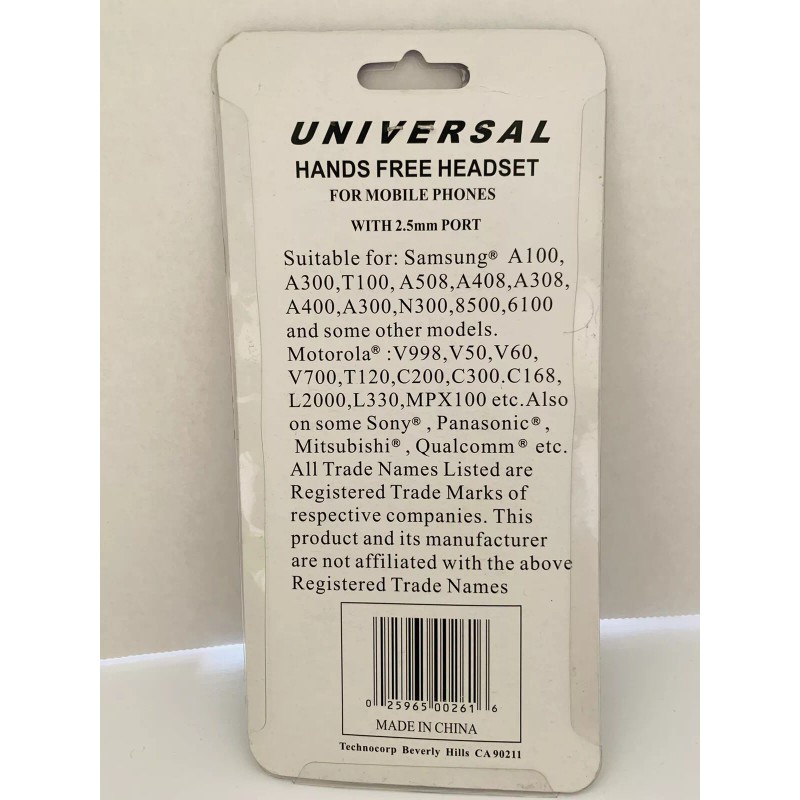 UNIVERSAL
HANDS FREE HEADSET
FOR MOBILE PHONES
WITH 2.5mm PORT
Suitable for: Samsung® A100,
A300,T100, A508,A408,A308,
A400,A300,N300,8500,6100
and some other models.
Motorola® :V998,V50,V60,
V700,T120,C200,C300.C168,
L2000,L330,MPX100 etc.Also
on some Sony® , Panasonic® ,
Mitsubishi® , Qualcomm ® etc.
All Trade Names Listed are
Registered Trade Marks of
respective companies. This
product and its manufacturer
are not affiliated with the above
Registered Trade Names
0 25965 00261 6
MADE IN CHINA
Technocorp Beverly Hills CA 90211